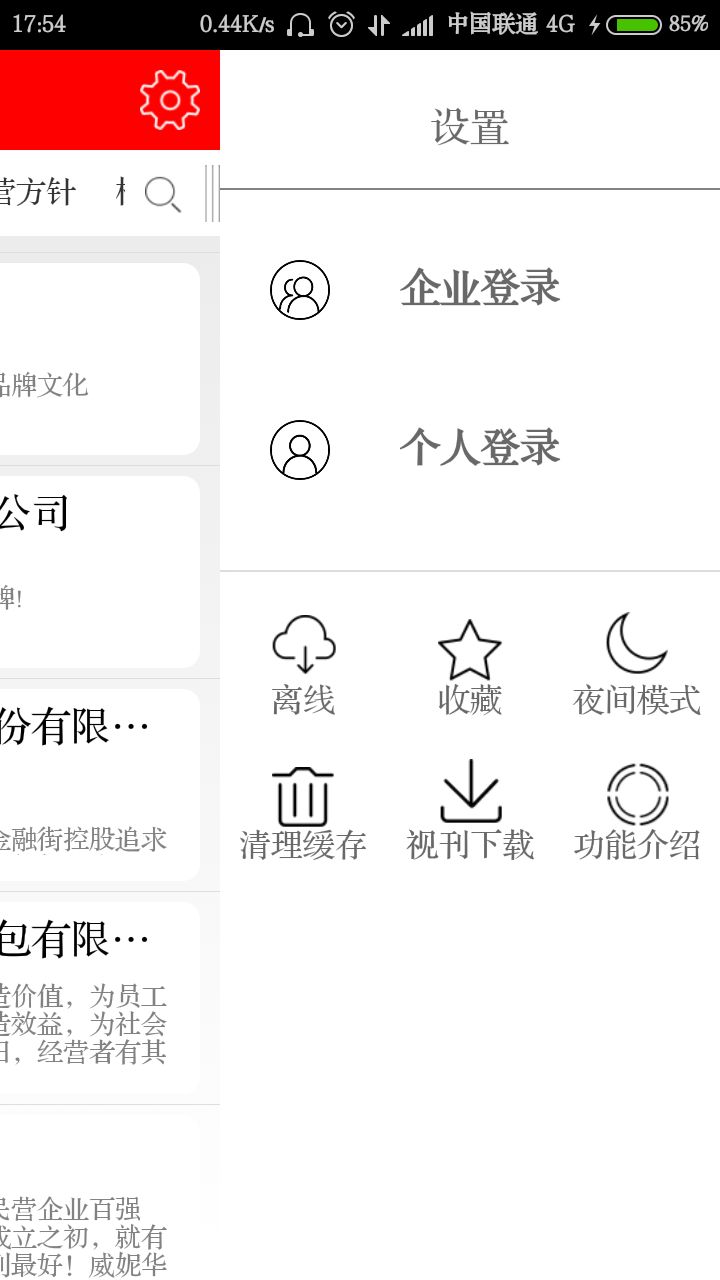 17:54 0.44K/s 中国联通 4G 85%
设置
营方针
企业登录
个人登录
离线 收藏 夜间模式
清理缓存 视刊下载 功能介绍
品牌文化
公司
牌!
份有限…
金融街控股追求
包有限…
造价值，为员工
造效益，为社会
日，经营者有其
民营企业百强
成立之初，就有
到最好！威妮华